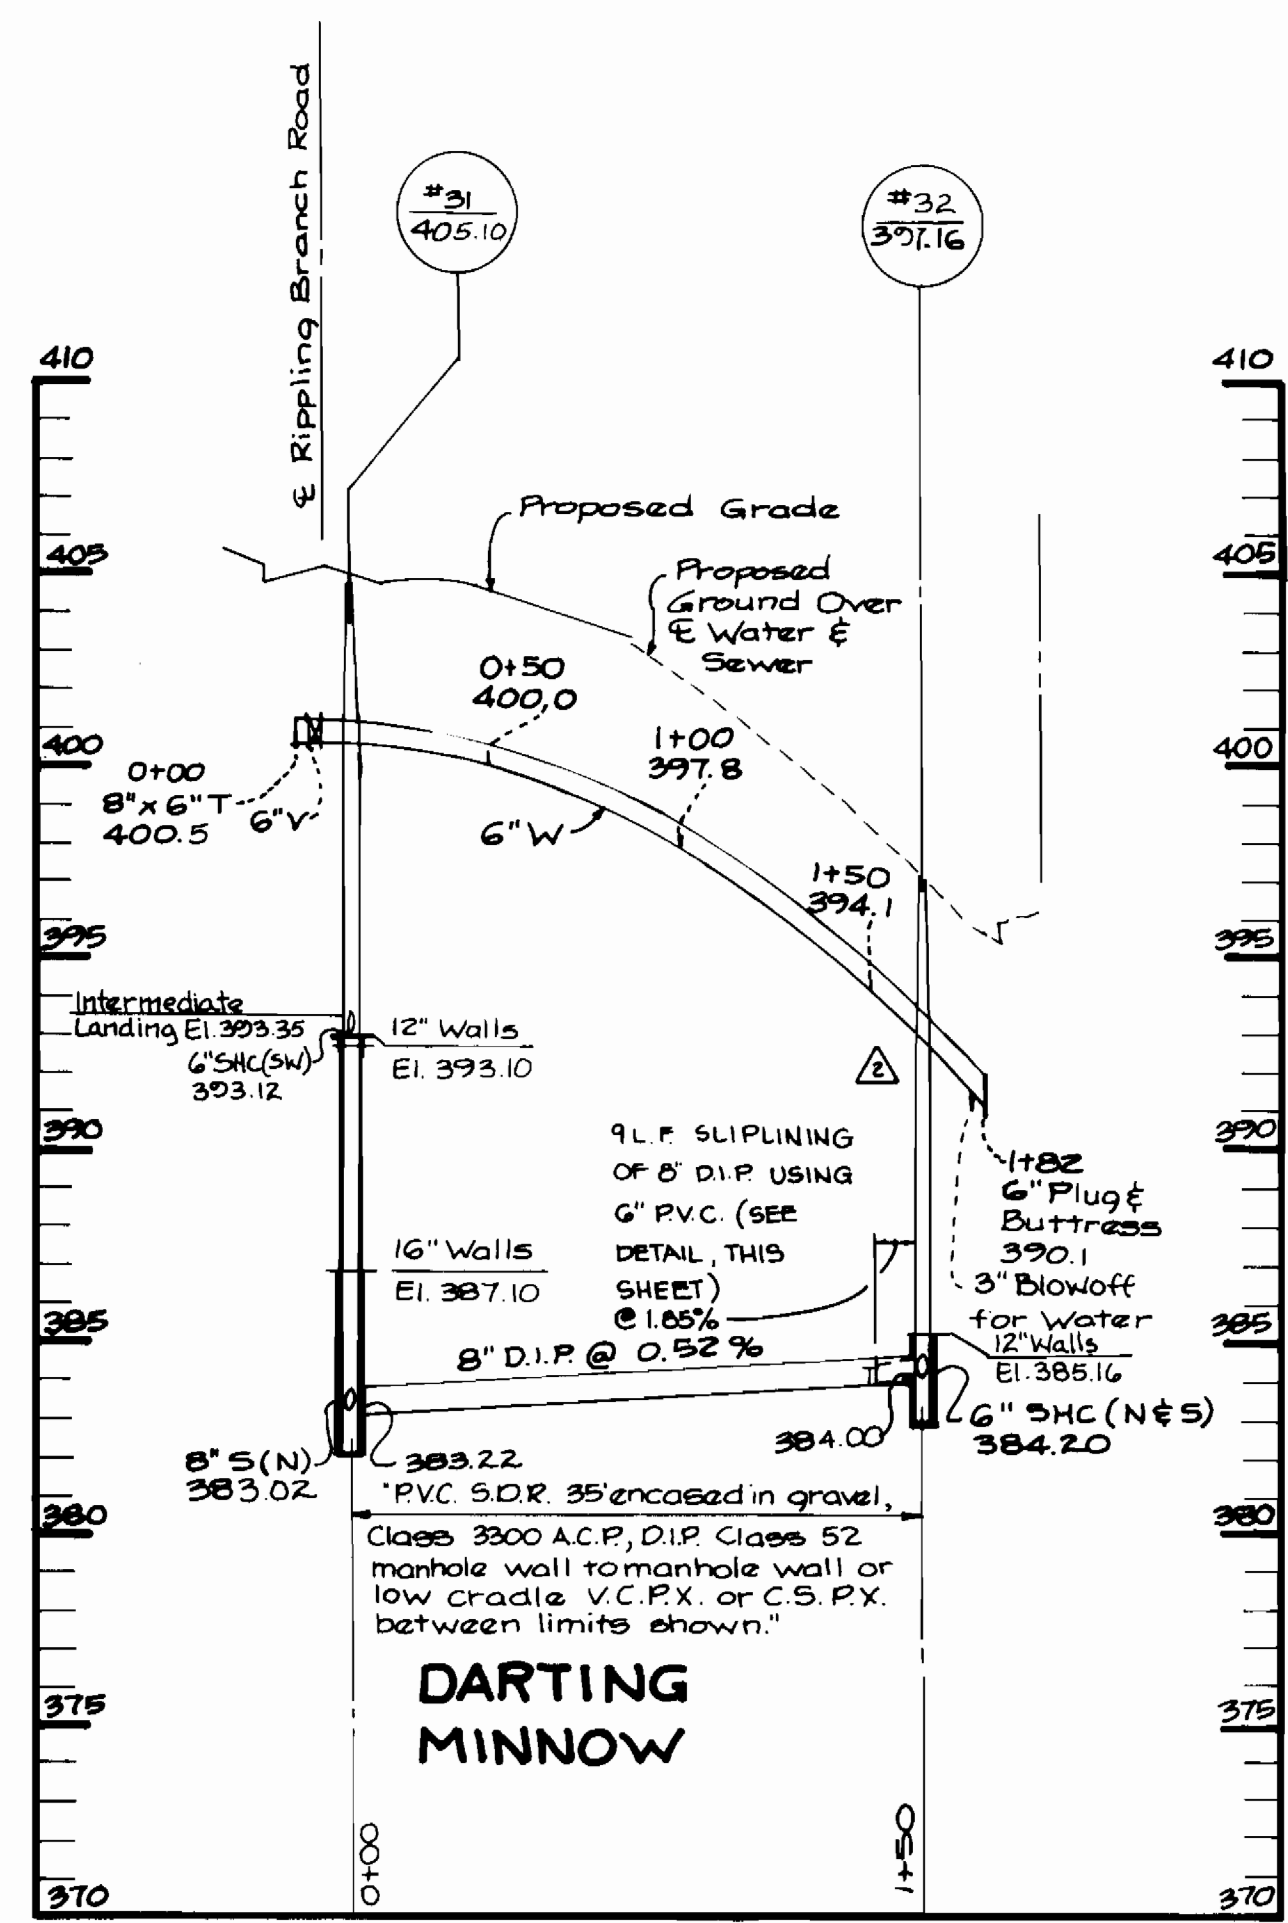 ℄ Rippling Branch Road
#31
405.10
#32
397.16
410
410
Proposed Grade
405
405
Proposed
Ground Over
℄ Water &
Sewer
0+50
400,0
1+00
397.8
400
400
0+00
8" x 6" T
400.5
6"V
6" W
1+50
394.1
395
395
Intermediate
Landing El. 393.35
6"SHC(SW)
393.12
12" Walls
El. 393.10
2
390
390
9 L.F. SLIPLINING
OF 8" D.I.P. USING
6" P.V.C. (SEE
DETAIL, THIS
SHEET)
@ 1.85%
1+82
6" Plug &
Buttress
390.1
3" Blowoff
for Water
16" Walls
El. 387.10
385
385
8" D.I.P. @ 0.52 %
12" Walls
El. 385.16
6" SHC (N & S)
384.20
384.00
8" S (N)
383.02
383.22
"P.V.C. S.D.R. 35 encased in gravel,
Class 3300 A.C.P., D.I.P. Class 52
manhole wall to manhole wall or
low cradle V.C.P.X. or C.S.P.X.
between limits shown."
380
380
DARTING
MINNOW
375
375
0+00
1+50
370
370